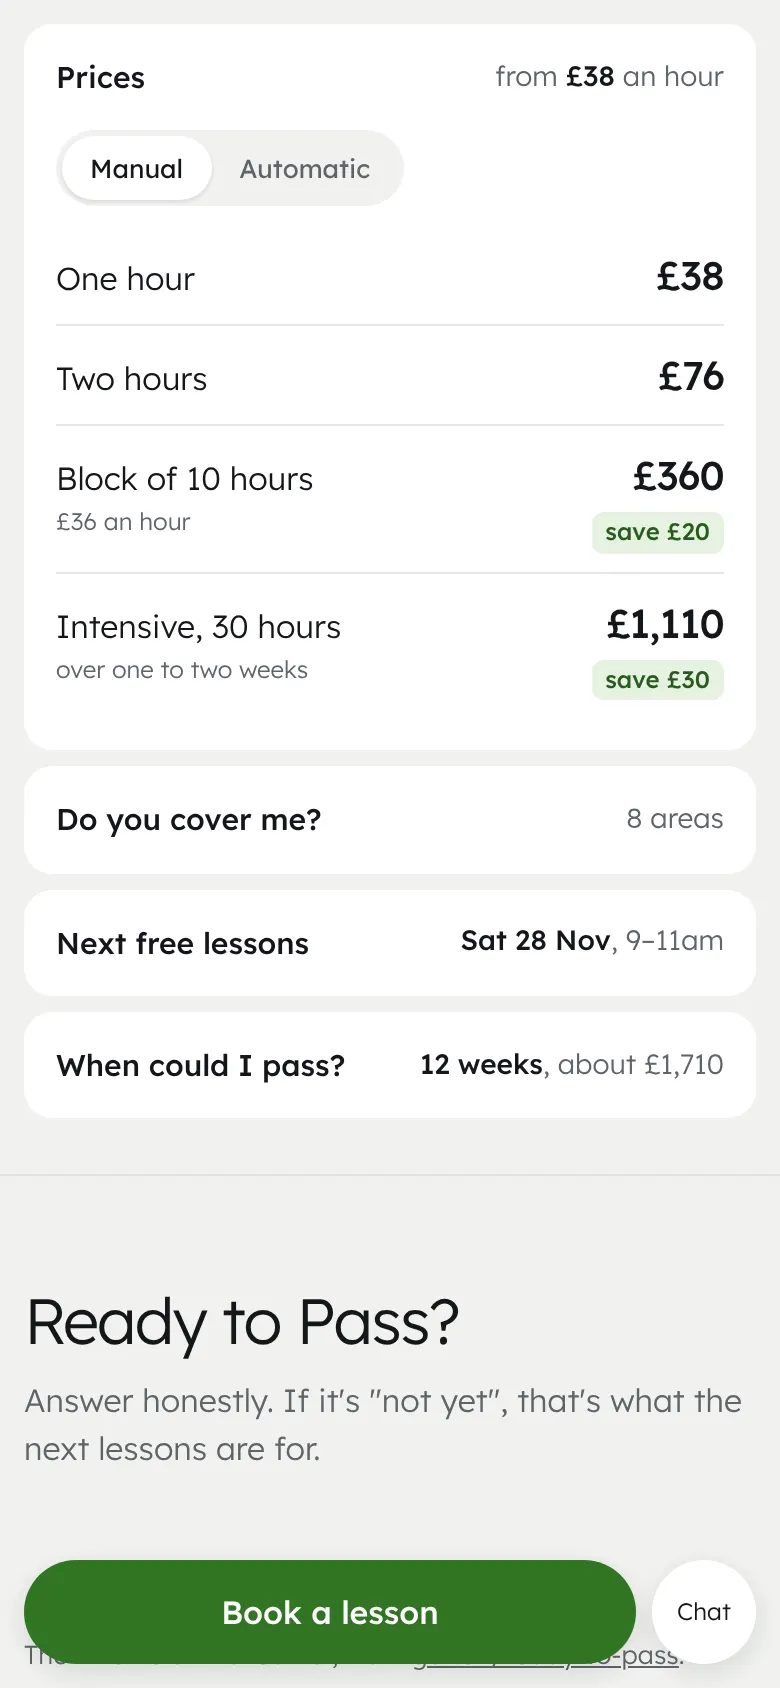 Prices
from £38 an hour
Manual
Automatic
One hour
£38
Two hours
£76
Block of 10 hours
£360
£36 an hour
save £20
Intensive, 30 hours
£1,110
over one to two weeks
save £30
Do you cover me?
8 areas
Next free lessons
Sat 28 Nov, 9–11am
When could I pass?
12 weeks, about £1,710
Ready to Pass?
Answer honestly. If it's "not yet", that's what the
next lessons are for.
Book a lesson
Chat
-pass.